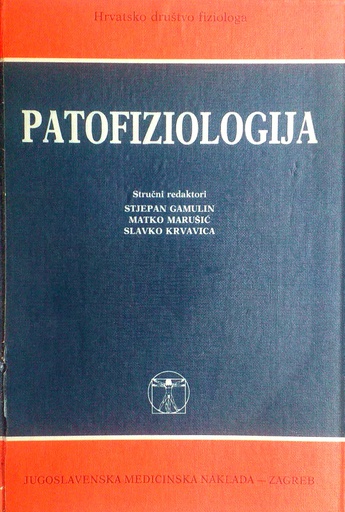 Hrvatsko društvo fiziologa
PATOFIZIOLOGIJA
Stručni redaktori
STJEPAN GAMULIN
MATKO MARUŠIĆ
SLAVKO KRVAVICA
JUGOSLAVENSKA MEDICINSKA NAKLADA – ZAGREB